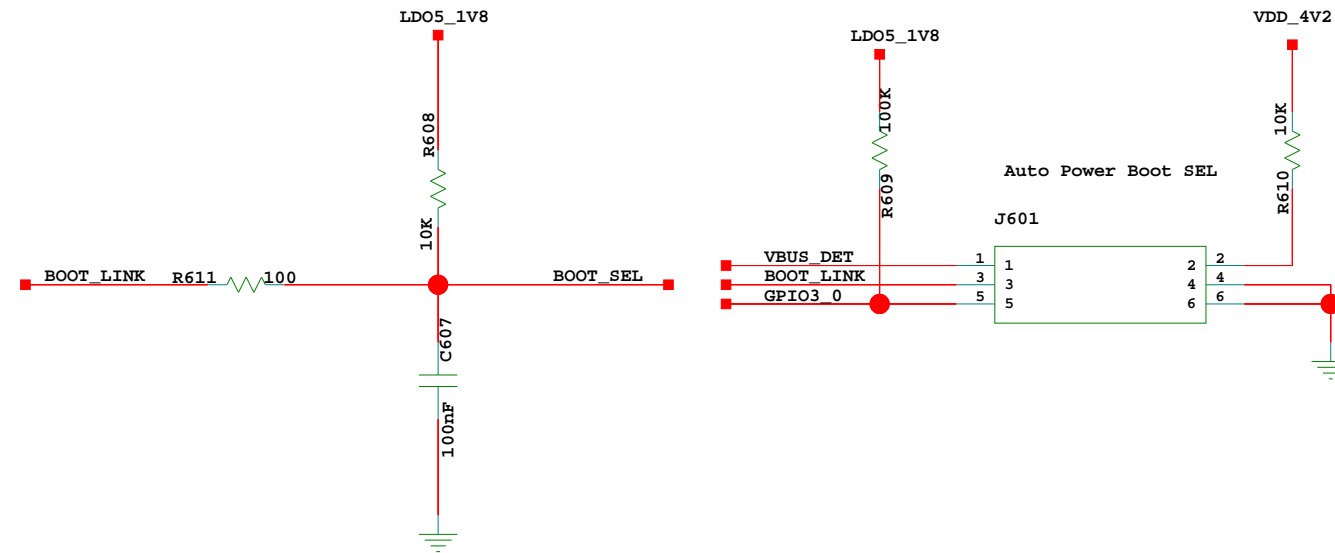 LDO5_1V8
R608
10K
BOOT_LINK
R611
100
BOOT_SEL
C607
100nF
LDO5_1V8
100K
R609
VDD_4V2
10K
R610
Auto Power Boot SEL
J601
VBUS_DET
1
1
2
2
BOOT_LINK
3
3
4
4
GPIO3_0
5
5
6
6